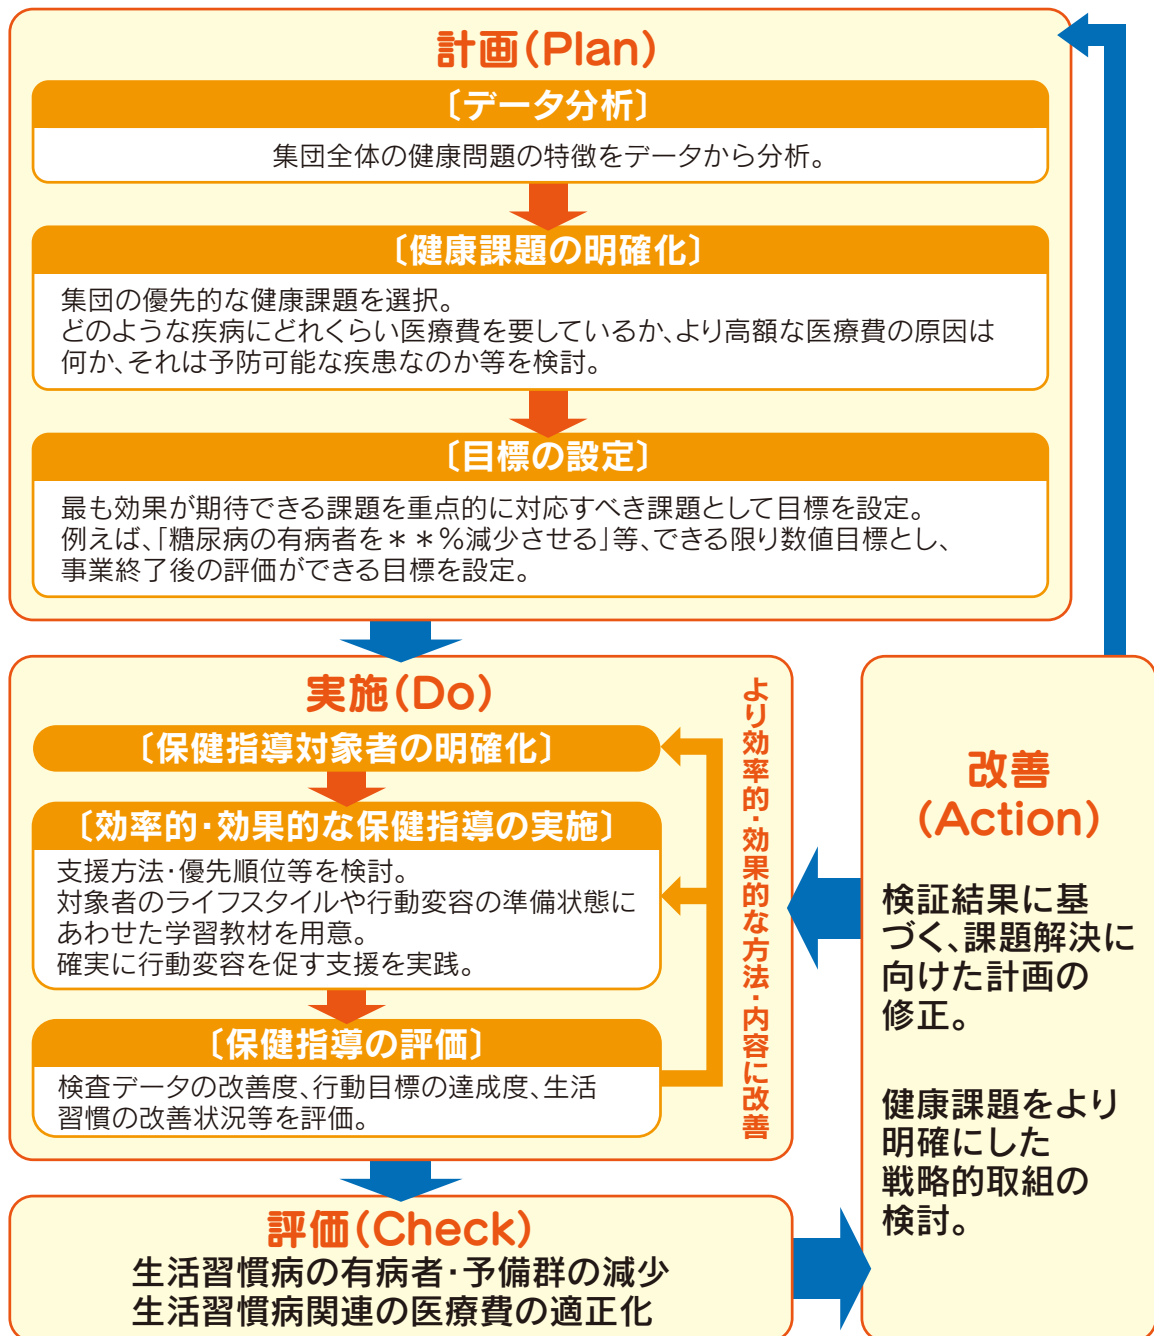 計画(Plan)
〔データ分析〕
集団全体の健康問題の特徴をデータから分析。
〔健康課題の明確化〕
集団の優先的な健康課題を選択。
どのような疾病にどれくらい医療費を要しているか、より高額な医療費の原因は
何か、それは予防可能な疾患なのか等を検討。
〔目標の設定〕
最も効果が期待できる課題を重点的に対応すべき課題として目標を設定。
例えば、「糖尿病の有病者を＊＊％減少させる」等、できる限り数値目標とし、
事業終了後の評価ができる目標を設定。
実施(Do)
〔保健指導対象者の明確化〕
〔効率的・効果的な保健指導の実施〕
支援方法・優先順位等を検討。
対象者のライフスタイルや行動変容の準備状態に
あわせた学習教材を用意。
確実に行動変容を促す支援を実践。
〔保健指導の評価〕
検査データの改善度、行動目標の達成度、生活
習慣の改善状況等を評価。
より効率的・効果的な方法・内容に改善
評価(Check)
生活習慣病の有病者・予備群の減少
生活習慣病関連の医療費の適正化
改善
(Action)
検証結果に基
づく、課題解決に
向けた計画の
修正。
健康課題をより
明確にした
戦略的取組の
検討。